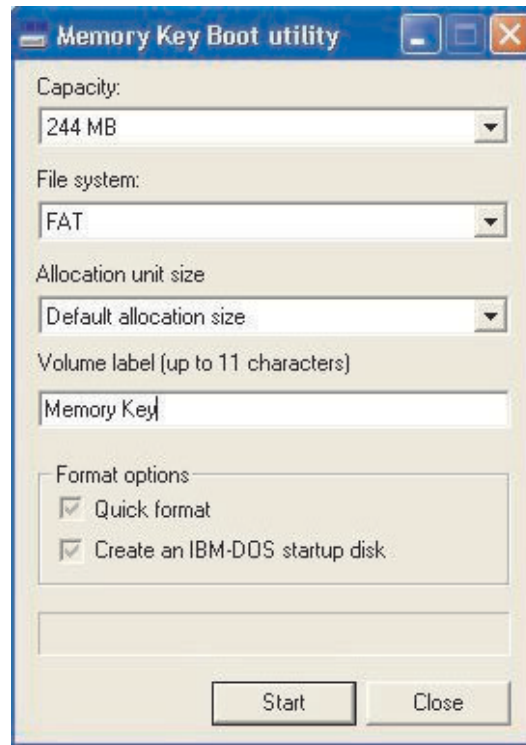 Memory Key Boot utility
Capacity:
244 MB
File system:
FAT
Allocation unit size
Default allocation size
Volume label (up to 11 characters)
Memory Key
Format options
Quick format
Create an IBM-DOS startup disk
Start
Close